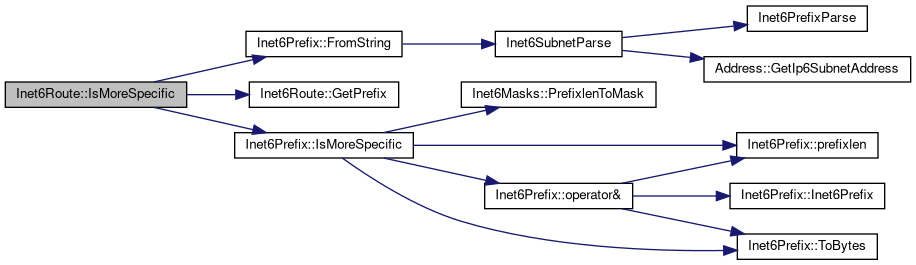 Inet6Route::IsMoreSpecific
Inet6Prefix::FromString
Inet6Route::GetPrefix
Inet6Prefix::IsMoreSpecific
Inet6SubnetParse
Inet6Masks::PrefixlenToMask
Inet6Prefix::operator&
Inet6PrefixParse
Address::GetIp6SubnetAddress
Inet6Prefix::prefixlen
Inet6Prefix::Inet6Prefix
Inet6Prefix::ToBytes